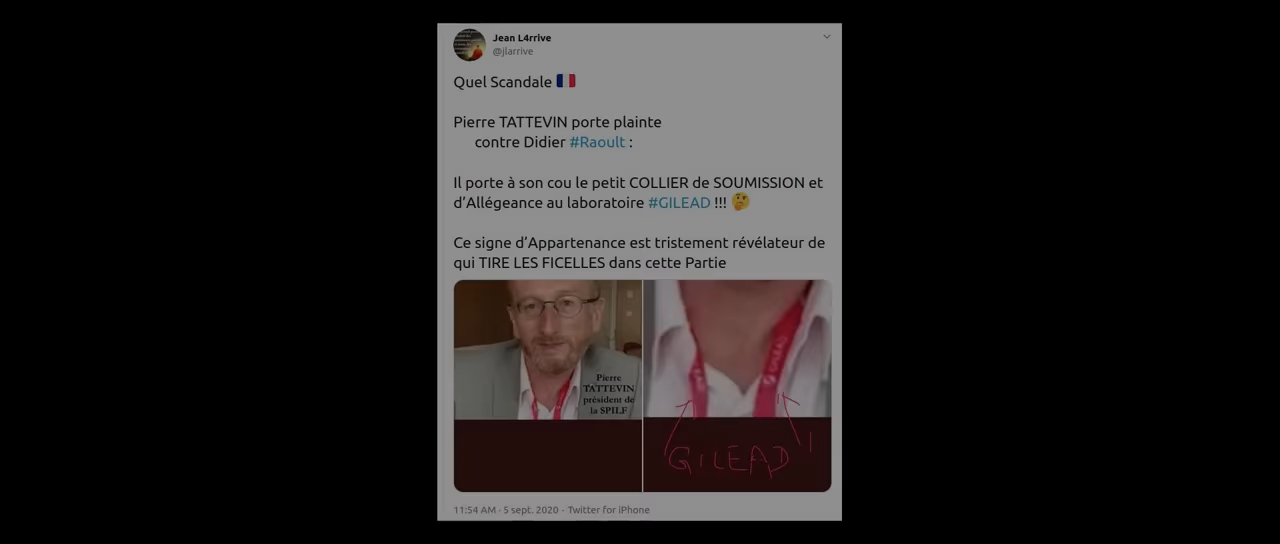 Jean L4rrive
@jlarrive
Quel Scandale 🇫🇷
Pierre TATTEVIN porte plainte
contre Didier #Raoult :
Il porte à son cou le petit COLLIER de SOUMISSION et
d’Allégeance au laboratoire #GILEAD !!! 🤔
Ce signe d’Appartenance est tristement révélateur de
qui TIRE LES FICELLES dans cette Partie
Pierre
TATTEVIN
président de
la SPILF
GILEAD
GILEAD
11:54 AM · 5 sept. 2020 · Twitter for iPhone